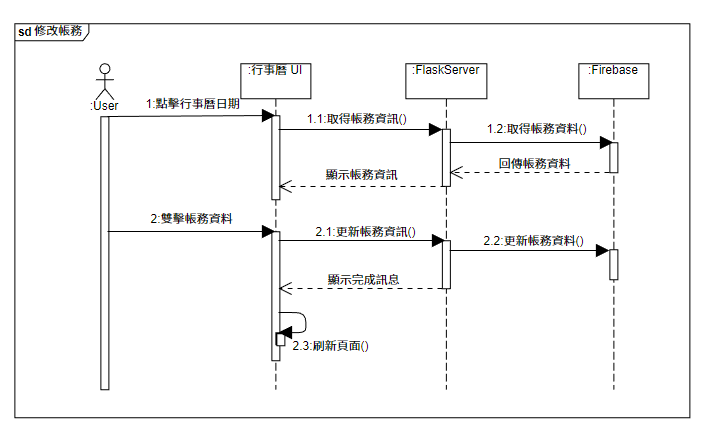 sd 修改帳務
:User
:行事曆 UI
:FlaskServer
:Firebase
1:點擊行事曆日期
1.1:取得帳務資訊()
1.2:取得帳務資料()
回傳帳務資料
顯示帳務資訊
2:雙擊帳務資料
2.1:更新帳務資訊()
2.2:更新帳務資料()
顯示完成訊息
2.3:刷新頁面()